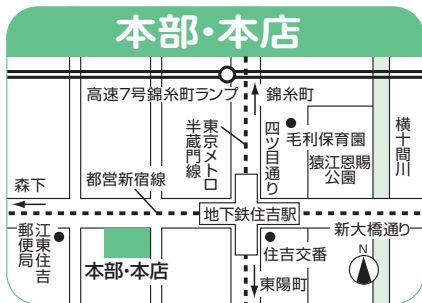 本部・本店
高速7号錦糸町ランプ
錦糸町
東京メトロ
半蔵門線
四ツ目通り
毛利保育園
猿江恩賜
公園
横十間川
森下
都営新宿線
地下鉄住吉駅
新大橋通り
江東住吉
郵便局
本部・本店
住吉交番
東陽町
N